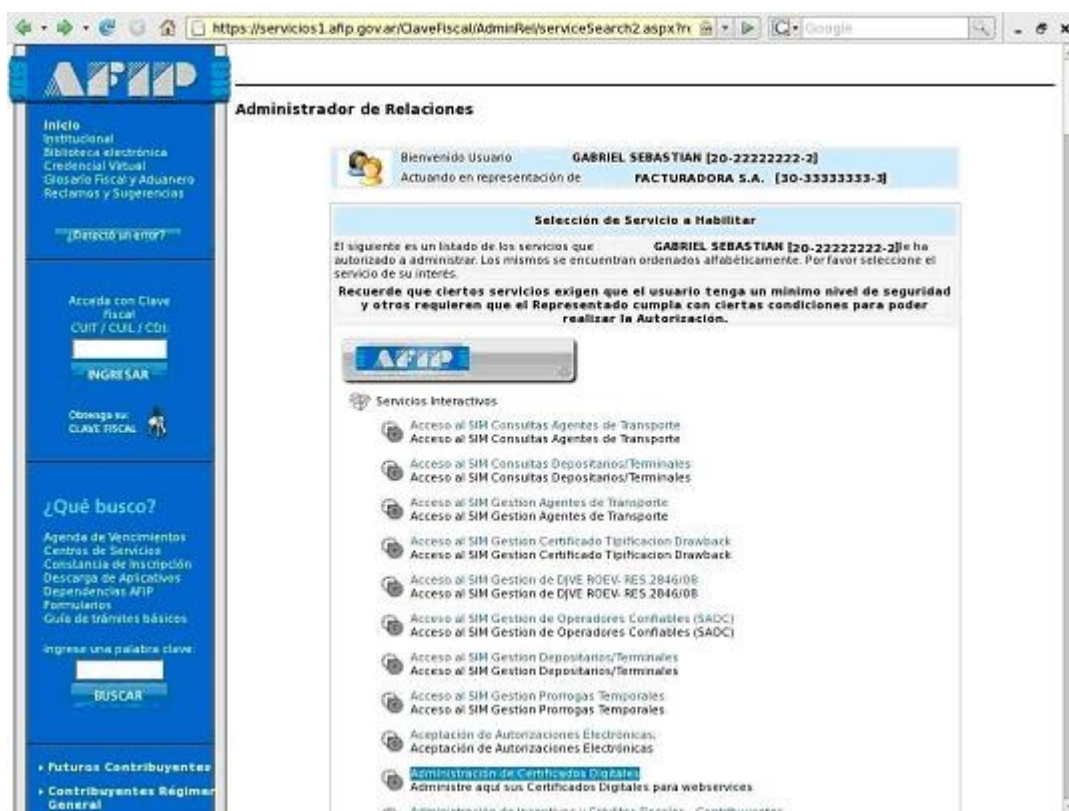 https://servicios1.afip.gov.ar/ClaveFiscal/AdminRel/serviceSearch2.aspx?
Google
AFIP
Inicio
Institucional
Biblioteca electrónica
Credencial Virtual
Glosario Fiscal y Aduanero
Reclamos y Sugerencias
¿Detectó un error?
Acceda con Clave
Fiscal
CUIT / CUIL / CDI:
INGRESAR
Obtenga su:
CLAVE FISCAL
¿Qué busco?
Agenda de Vencimientos
Centros de Servicios
Constancia de Inscripción
Descarga de Aplicativos
Dependencias AFIP
Formularios
Guía de trámites básicos
Ingrese una palabra clave:
BUSCAR
Futuros Contribuyentes
Contribuyentes Régimen
General
Administrador de Relaciones
Bienvenido Usuario GABRIEL SEBASTIAN [20-22222222-2]
Actuando en representación de FACTURADORA S.A. [30-33333333-3]
Selección de Servicio a Habilitar
El siguiente es un listado de los servicios que GABRIEL SEBASTIAN [20-22222222-2]le ha
autorizado a administrar. Los mismos se encuentran ordenados alfabéticamente. Por favor seleccione el
servicio de su interés.
Recuerde que ciertos servicios exigen que el usuario tenga un mínimo nivel de seguridad
y otros requieren que el Representado cumpla con ciertas condiciones para poder
realizar la Autorización.
AFIP
Servicios Interactivos
Acceso al SIM Consultas Agentes de Transporte
Acceso al SIM Consultas Agentes de Transporte
Acceso al SIM Consultas Depositarios/Terminales
Acceso al SIM Consultas Depositarios/Terminales
Acceso al SIM Gestion Agentes de Transporte
Acceso al SIM Gestion Agentes de Transporte
Acceso al SIM Gestion Certificado Tipificacion Drawback
Acceso al SIM Gestion Certificado Tipificacion Drawback
Acceso al SIM Gestion de DJVE ROEV- RES 2846/08
Acceso al SIM Gestion de DJVE ROEV- RES 2846/08
Acceso al SIM Gestion de Operadores Confiables (SAOC)
Acceso al SIM Gestion de Operadores Confiables (SAOC)
Acceso al SIM Gestion Depositarios/Terminales
Acceso al SIM Gestion Depositarios/Terminales
Acceso al SIM Gestion Prorrogas Temporales
Acceso al SIM Gestion Prorrogas Temporales
Aceptación de Autorizaciones Electrónicas.
Aceptación de Autorizaciones Electrónicas
Administración de Certificados Digitales
Administre aquí sus Certificados Digitales para webservices
Administración de Incentivos y Créditos Fiscales - Contribuyentes